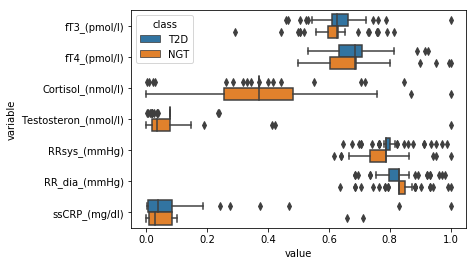 class
T2D
NGT
fT3_(pmol/l)
fT4_(pmol/l)
Cortisol_(nmol/l)
Testosteron_(nmol/l)
RRsys_(mmHg)
RR_dia_(mmHg)
ssCRP_(mg/dl)
variable
0.0 0.2 0.4 0.6 0.8 1.0
value